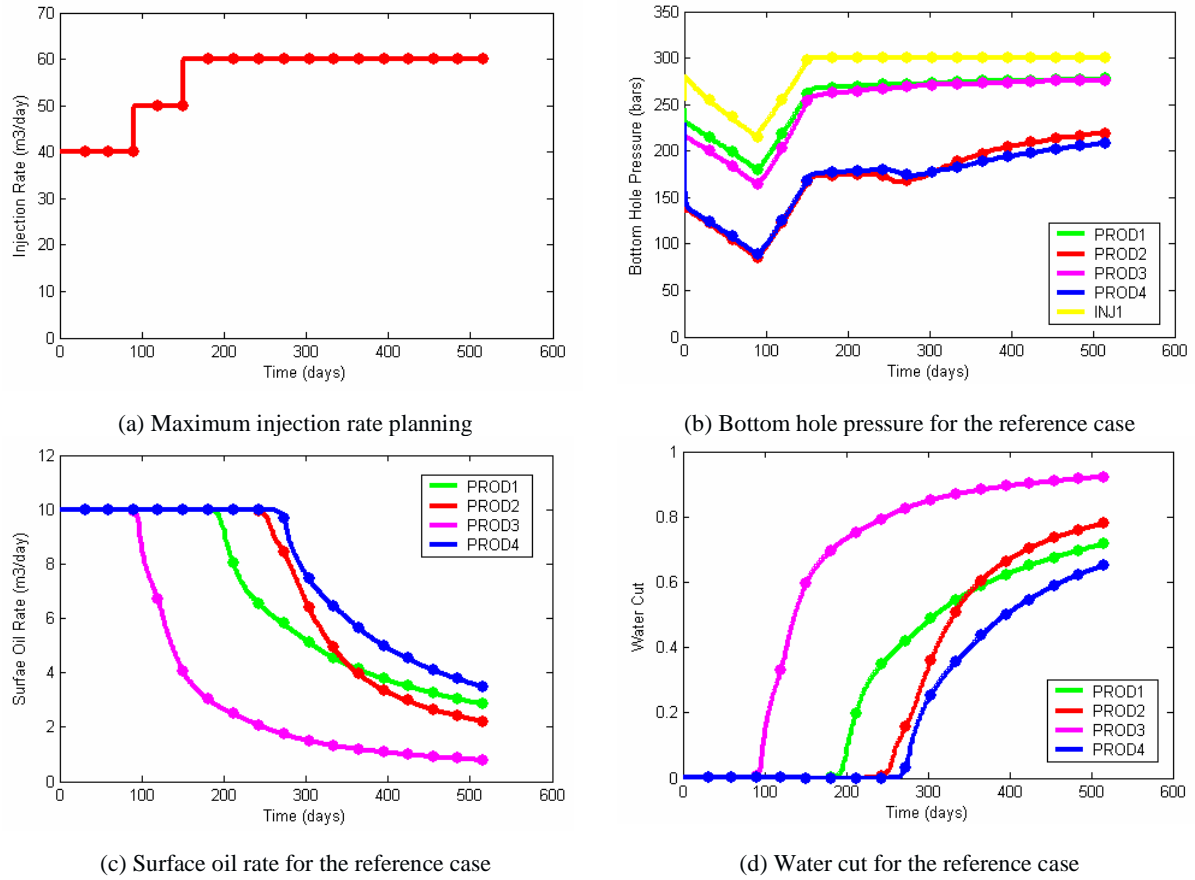 70
60
50
40
30
20
10
0
Injection Rate (m3/day)
0 100 200 300 400 500 600
Time (days)
(a) Maximum injection rate planning
350
300
250
200
150
100
50
0
Bottom Hole Pressure (bars)
PROD1
PROD2
PROD3
PROD4
INJ1
0 100 200 300 400 500 600
Time (days)
(b) Bottom hole pressure for the reference case
12
10
8
6
4
2
0
Surfae Oil Rate (m3/day)
PROD1
PROD2
PROD3
PROD4
0 100 200 300 400 500 600
Time (days)
(c) Surface oil rate for the reference case
1
0.8
0.6
0.4
0.2
0
Water Cut
PROD1
PROD2
PROD3
PROD4
0 100 200 300 400 500 600
Time (days)
(d) Water cut for the reference case